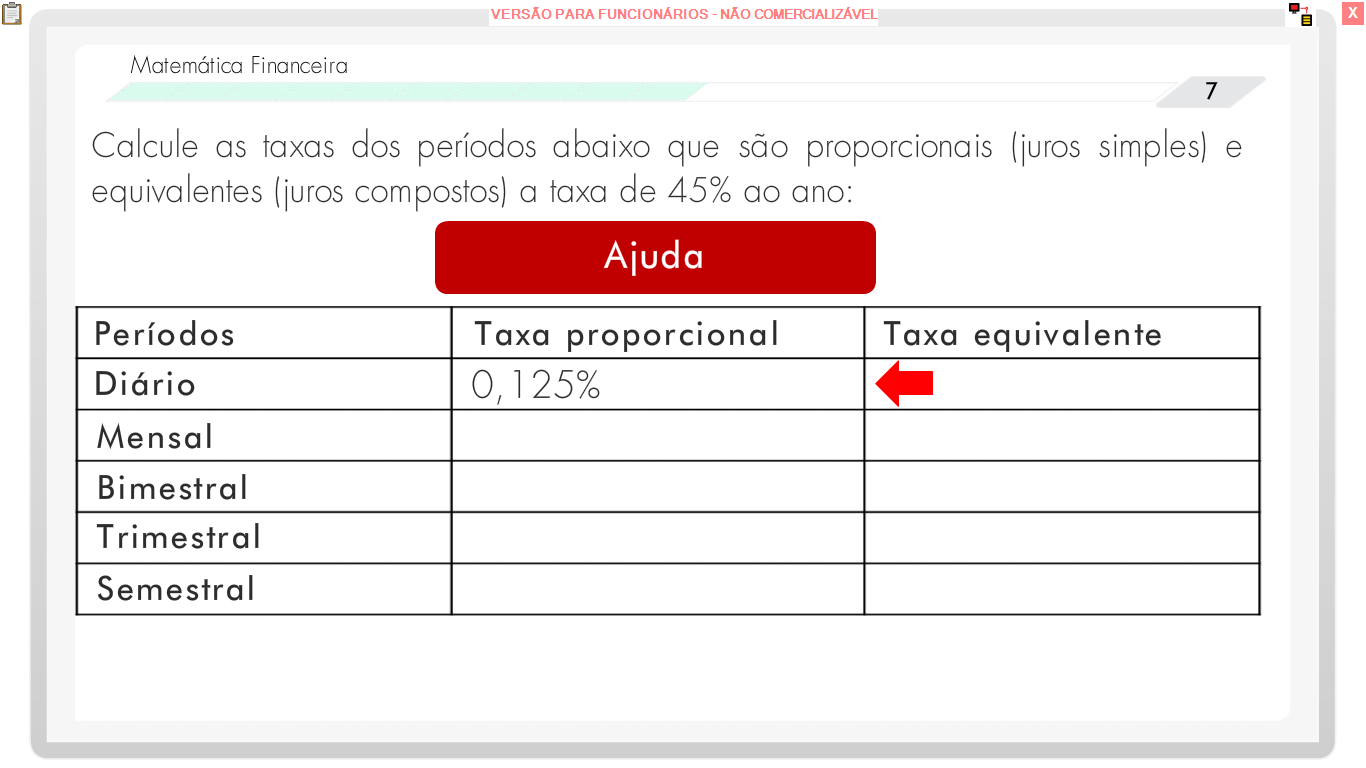 VERSÃO PARA FUNCIONÁRIOS - NÃO COMERCIALIZÁVEL
X
Matemática Financeira
7
Calcule as taxas dos períodos abaixo que são proporcionais (juros simples) e
equivalentes (juros compostos) a taxa de 45% ao ano:
Ajuda
Períodos Taxa proporcional Taxa equivalente
Diário 0,125%
Mensal
Bimestral
Trimestral
Semestral